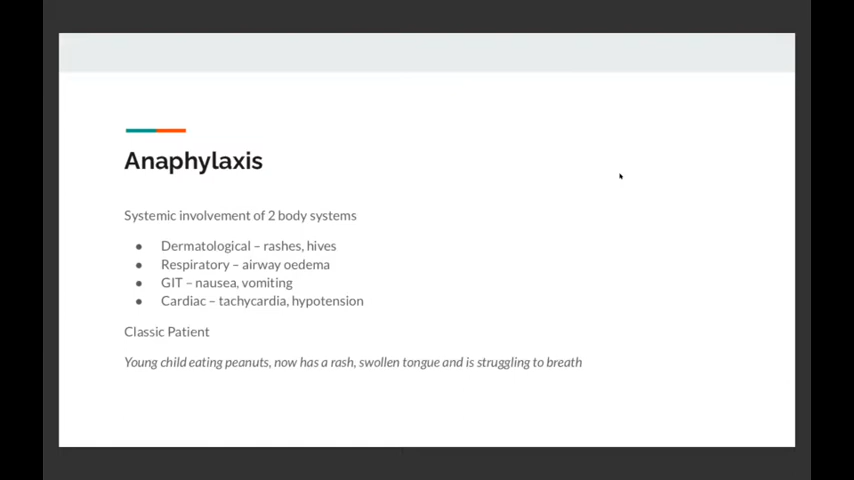 Anaphylaxis
Systemic involvement of 2 body systems
● Dermatological – rashes, hives
● Respiratory – airway oedema
● GIT – nausea, vomiting
● Cardiac – tachycardia, hypotension
Classic Patient
Young child eating peanuts, now has a rash, swollen tongue and is struggling to breath